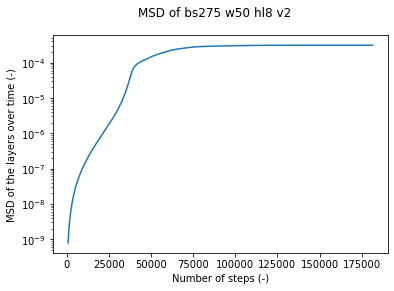 MSD of bs275 w50 hl8 v2
MSD of the layers over time (-)
10⁻⁴
10⁻⁵
10⁻⁶
10⁻⁷
10⁻⁸
10⁻⁹
0 25000 50000 75000 100000 125000 150000 175000
Number of steps (-)